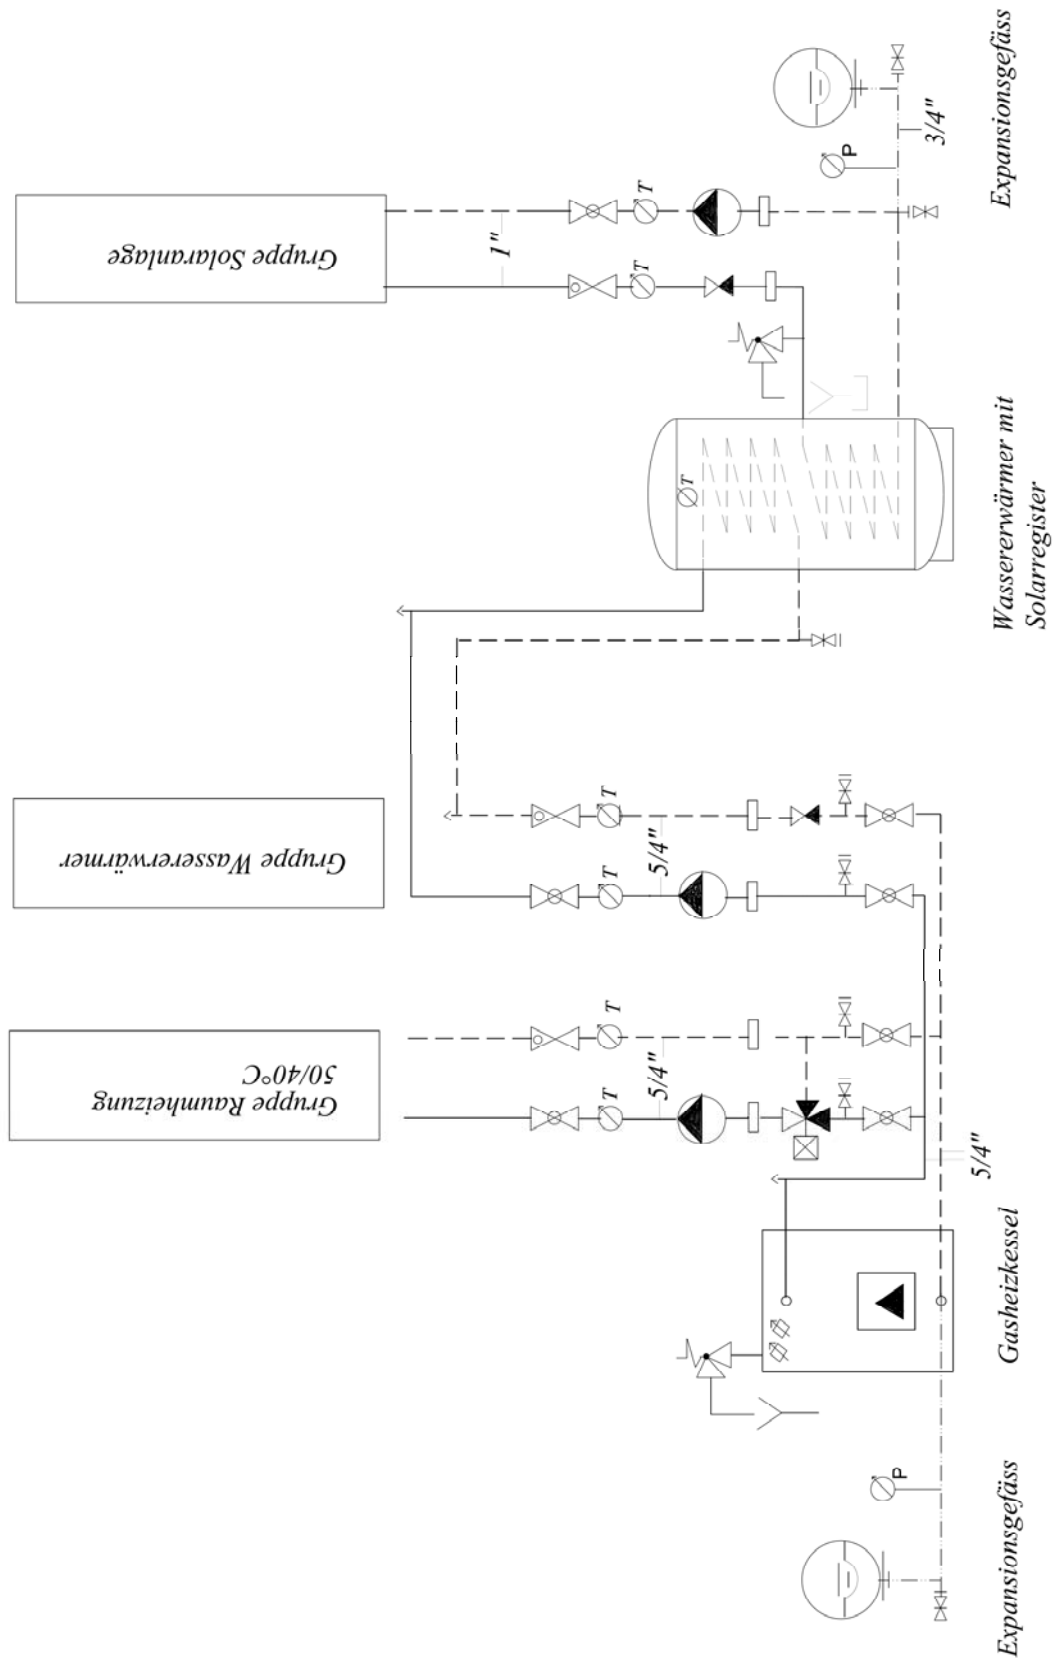 Gruppe Raumheizung
50/40°C
Gruppe Wassererwärmer
Gruppe Solaranlage
T
T
T
T
T
T
T
5/4"
5/4"
1"
P
P
5/4"
3/4"
Expansionsgefäss
Gasheizkessel
Wassererwärmer mit
Solarregister
Expansionsgefäss